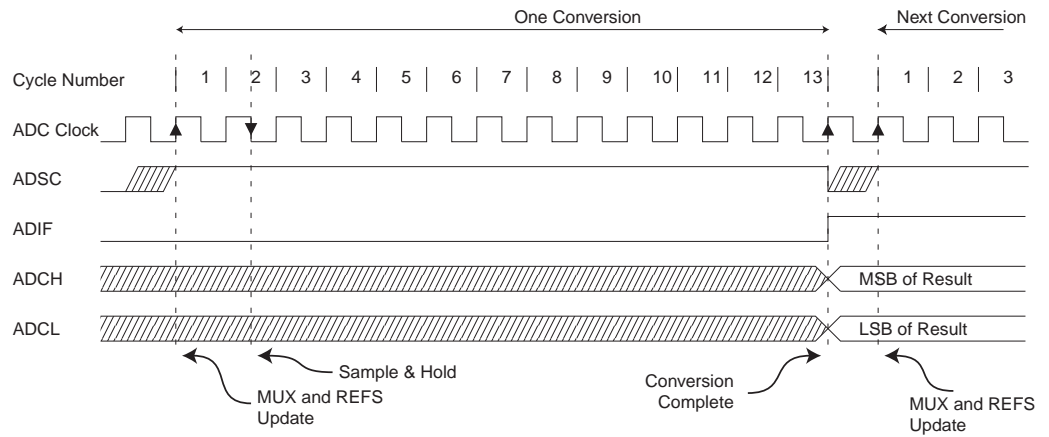 One Conversion
Next Conversion
Cycle Number 1 2 3 4 5 6 7 8 9 10 11 12 13 1 2 3
ADC Clock
ADSC
ADIF
ADCH
MSB of Result
ADCL
LSB of Result
Sample & Hold
MUX and REFS
Update
Conversion
Complete
MUX and REFS
Update